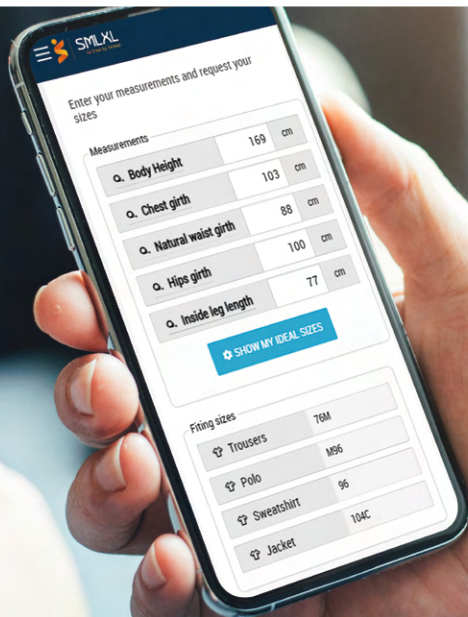 SMLXL
Enter your measurements and request your
sizes
Measurements
Body Height 169 cm
Chest girth 103 cm
Natural waist girth 88 cm
Hips girth 100 cm
Inside leg length 77 cm
SHOW MY IDEAL SIZES
Fiting sizes
Trousers 76M
Polo M96
Sweatshirt 96
Jacket 104C